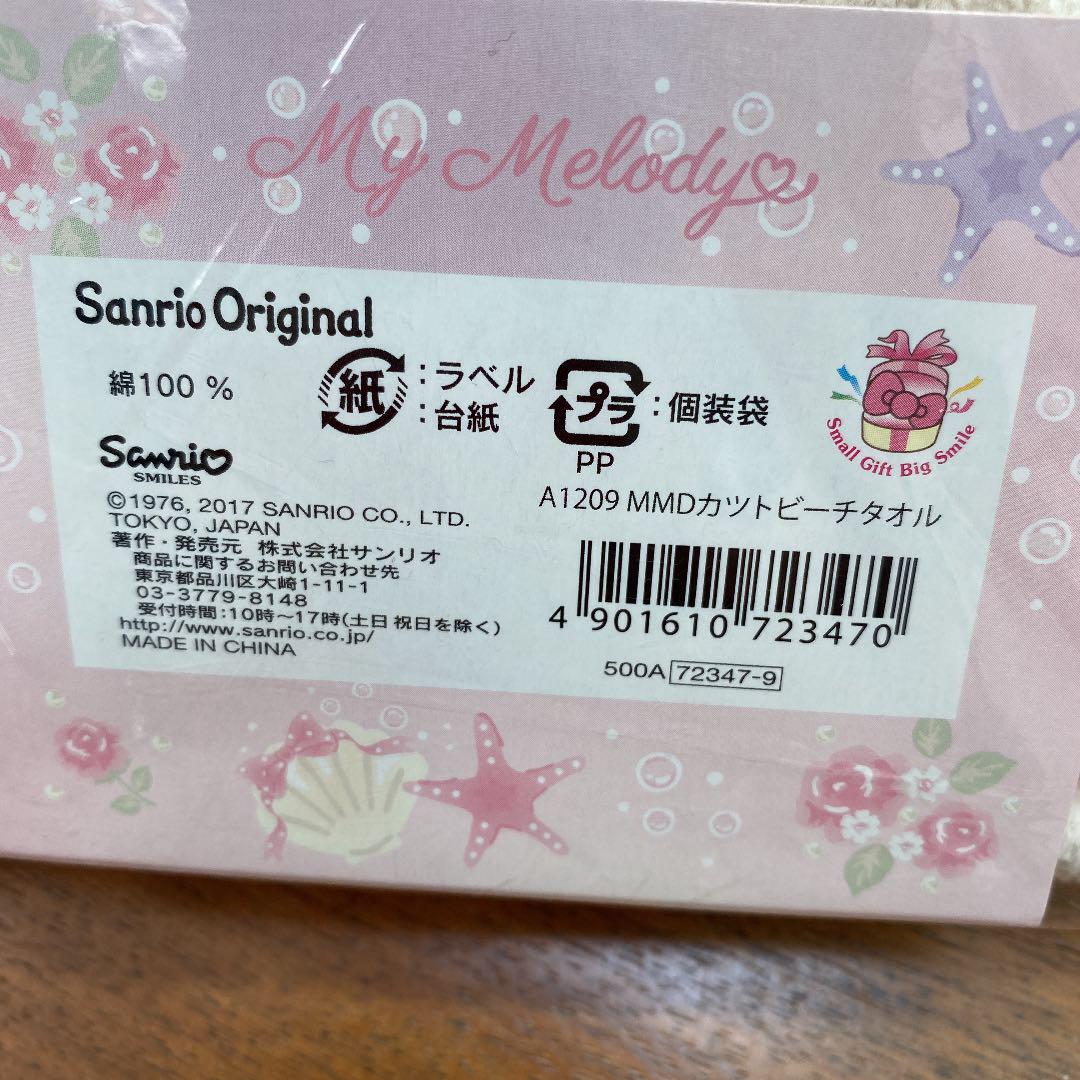 My Melody
Sanrio Original
綿100 %
紙 : ラベル
: 台紙
プラ : 個装袋
PP
Small Gift Big Smile
A1209 MMDカツトビーチタオル
Sanrio
SMILES
©1976, 2017 SANRIO CO., LTD.
TOKYO, JAPAN
著作・発売元 株式会社サンリオ
商品に関するお問い合わせ先
東京都品川区大崎1-11-1
03-3779-8148
受付時間:10時〜17時(土日 祝日を除く)
http://www.sanrio.co.jp/
MADE IN CHINA
4 901610 723470
500A 72347-9